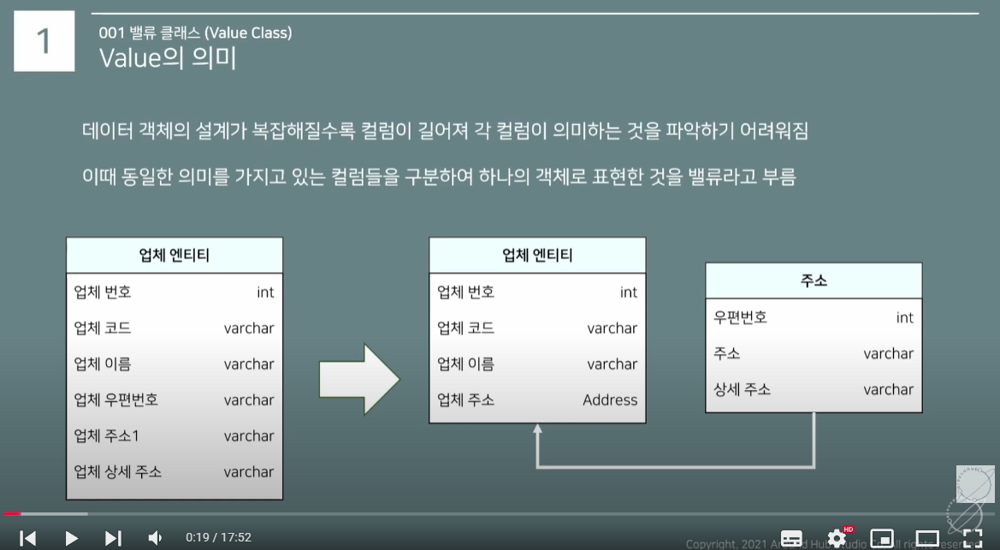 1
001 밸류 클래스 (Value Class)
Value의 의미
데이터 객체의 설계가 복잡해질수록 컬럼이 길어져 각 컬럼이 의미하는 것을 파악하기 어려워짐
이때 동일한 의미를 가지고 있는 컬럼들을 구분하여 하나의 객체로 표현한 것을 밸류라고 부름
업체 엔티티
업체 번호 int
업체 코드 varchar
업체 이름 varchar
업체 우편번호 varchar
업체 주소1 varchar
업체 상세 주소 varchar
업체 엔티티
업체 번호 int
업체 코드 varchar
업체 이름 varchar
업체 주소 Address
주소
우편번호 int
주소 varchar
상세 주소 varchar
0:19 / 17:52
HD
Copyright. 2021 Around Hub Studio Co. all rights